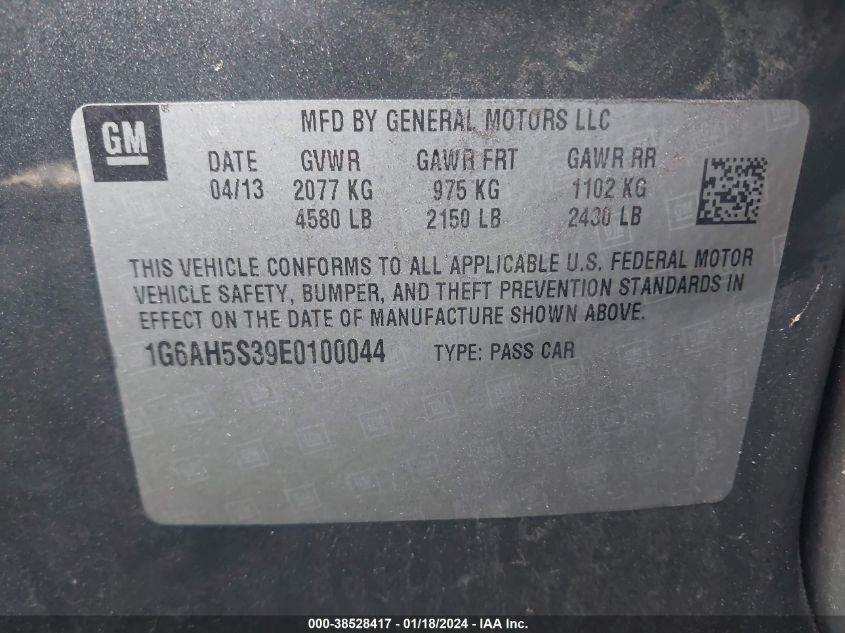 GM
MFD BY GENERAL MOTORS LLC
DATE GVWR GAWR FRT GAWR RR
04/13 2077 KG 975 KG 1102 KG
4580 LB 2150 LB 2430 LB
THIS VEHICLE CONFORMS TO ALL APPLICABLE U.S. FEDERAL MOTOR
VEHICLE SAFETY, BUMPER, AND THEFT PREVENTION STANDARDS IN
EFFECT ON THE DATE OF MANUFACTURE SHOWN ABOVE.
1G6AH5S39E0100044 TYPE: PASS CAR
000-38528417 - 01/18/2024 - IAA Inc.